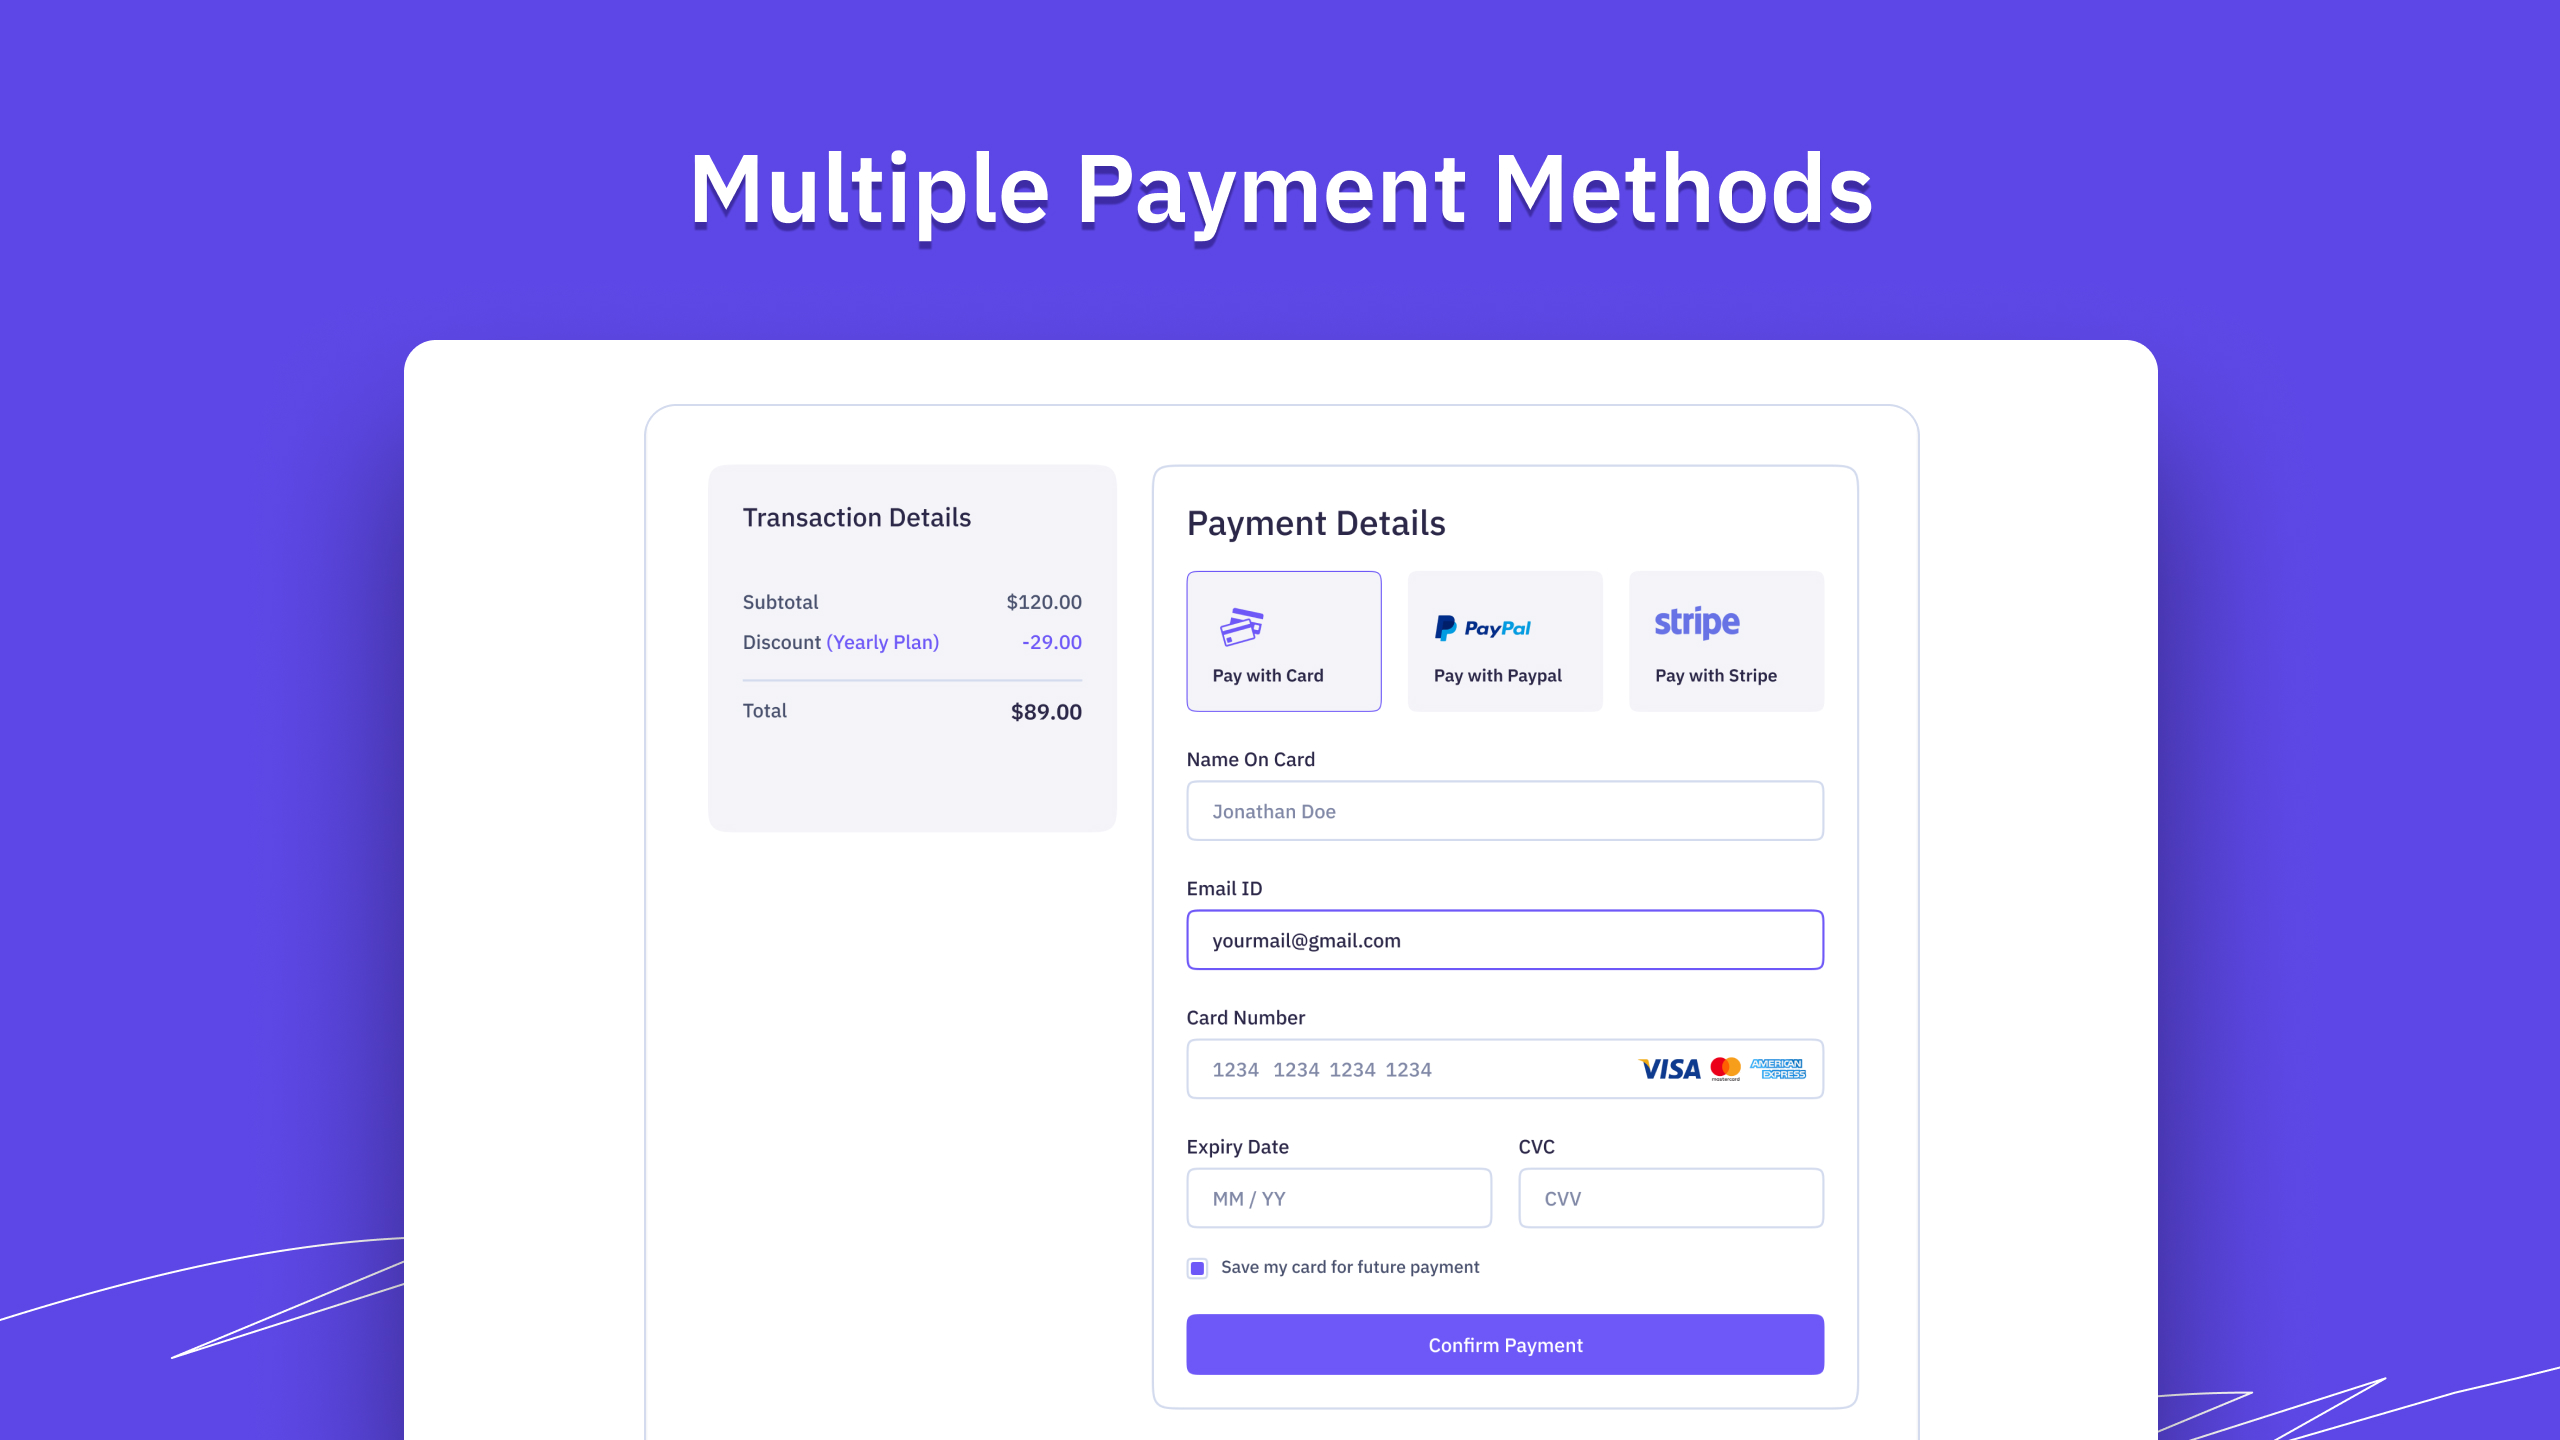 Multiple Payment Methods
Transaction Details
Subtotal $120.00
Discount (Yearly Plan) -29.00
Total $89.00
Payment Details
PayPal
stripe
Pay with Card
Pay with Paypal
Pay with Stripe
Name On Card
Jonathan Doe
Email ID
yourmail@gmail.com
Card Number
1234 1234 1234 1234
VISA
mastercard
AMERICAN
EXPRESS
Expiry Date
CVC
MM / YY
CVV
Save my card for future payment
Confirm Payment